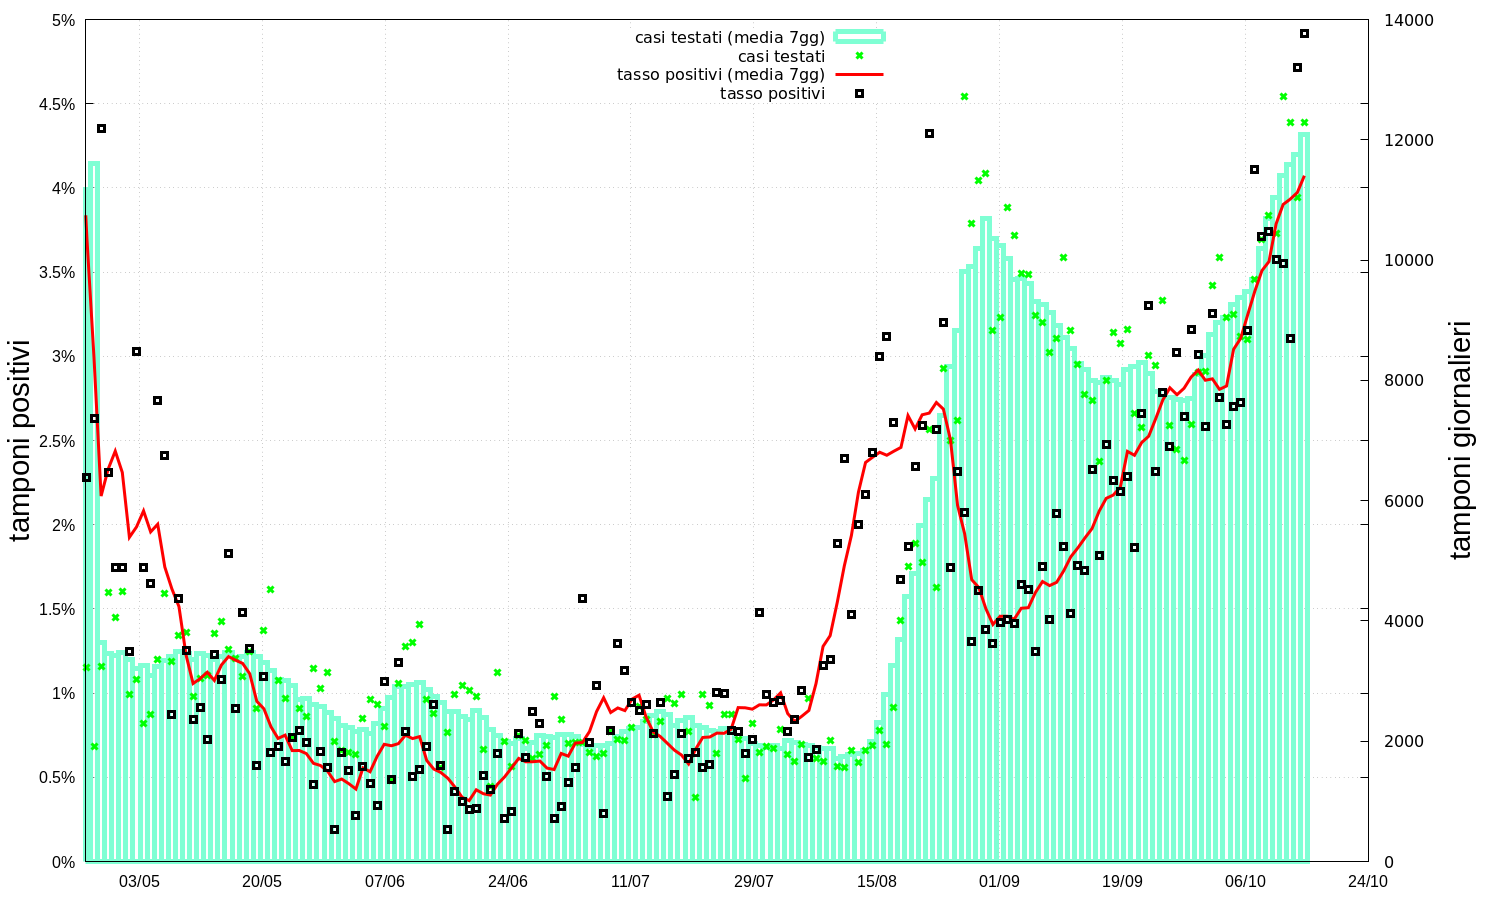 casi testati (media 7gg)
casi testati
tasso positivi (media 7gg)
tasso positivi
tamponi positivi
5%
4.5%
4%
3.5%
3%
2.5%
2%
1.5%
1%
0.5%
0%
14000
12000
10000
8000
6000
4000
2000
0
tamponi giornalieri
03/05 20/05 07/06 24/06 11/07 29/07 15/08 01/09 19/09 06/10 24/10